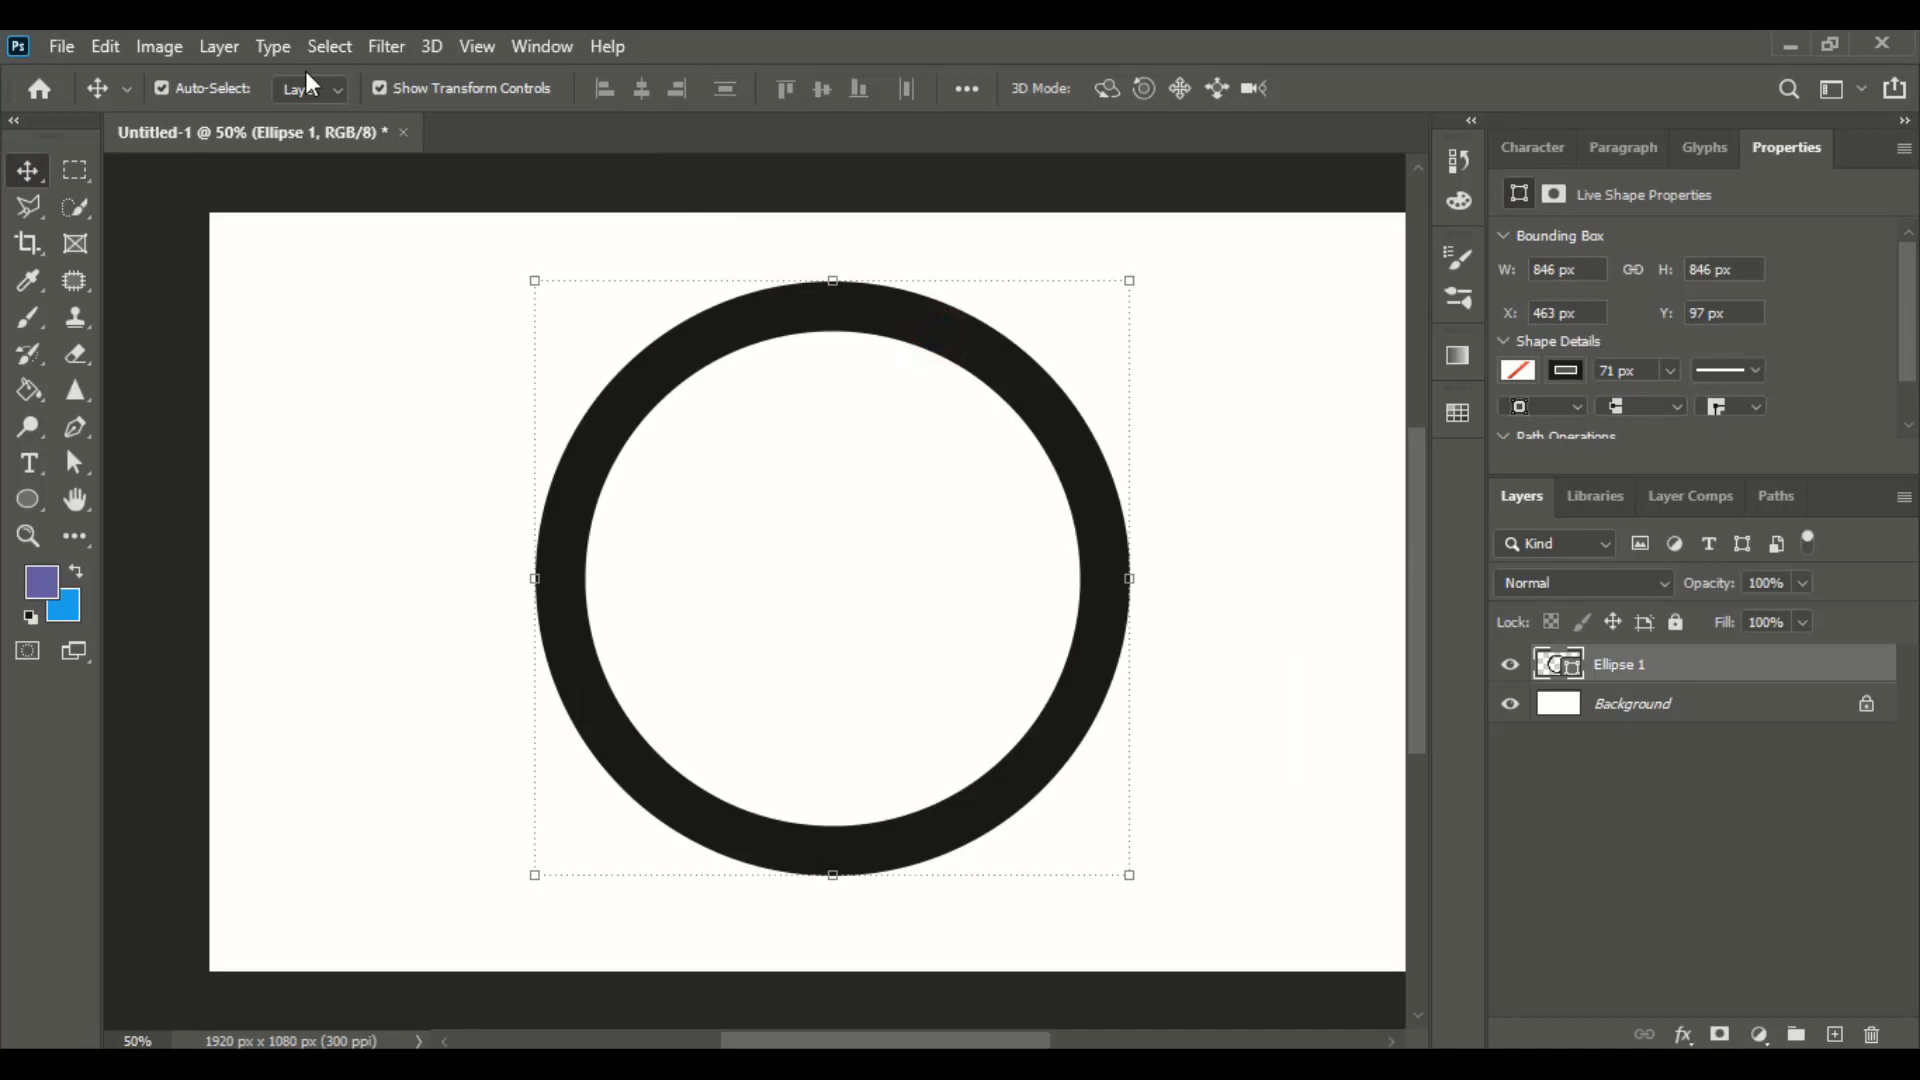 Ps File Edit Image Layer Type Select Filter 3D View Window Help
Auto-Select: Show Transform Controls 3D Mode:
Untitled-1 @ 50% (Ellipse 1, RGB/8) *
Character Paragraph Glyphs Properties
Live Shape Properties
Bounding Box
W: 846 px H: 846 px
X: 463 px Y: 97 px
Shape Details
71 px
Path Operations
Layers Libraries Layer Comps Paths
Kind
Normal Opacity: 100%
Lock: Fill: 100%
Ellipse 1
Background
50% 1920 px x 1080 px (300 ppi)